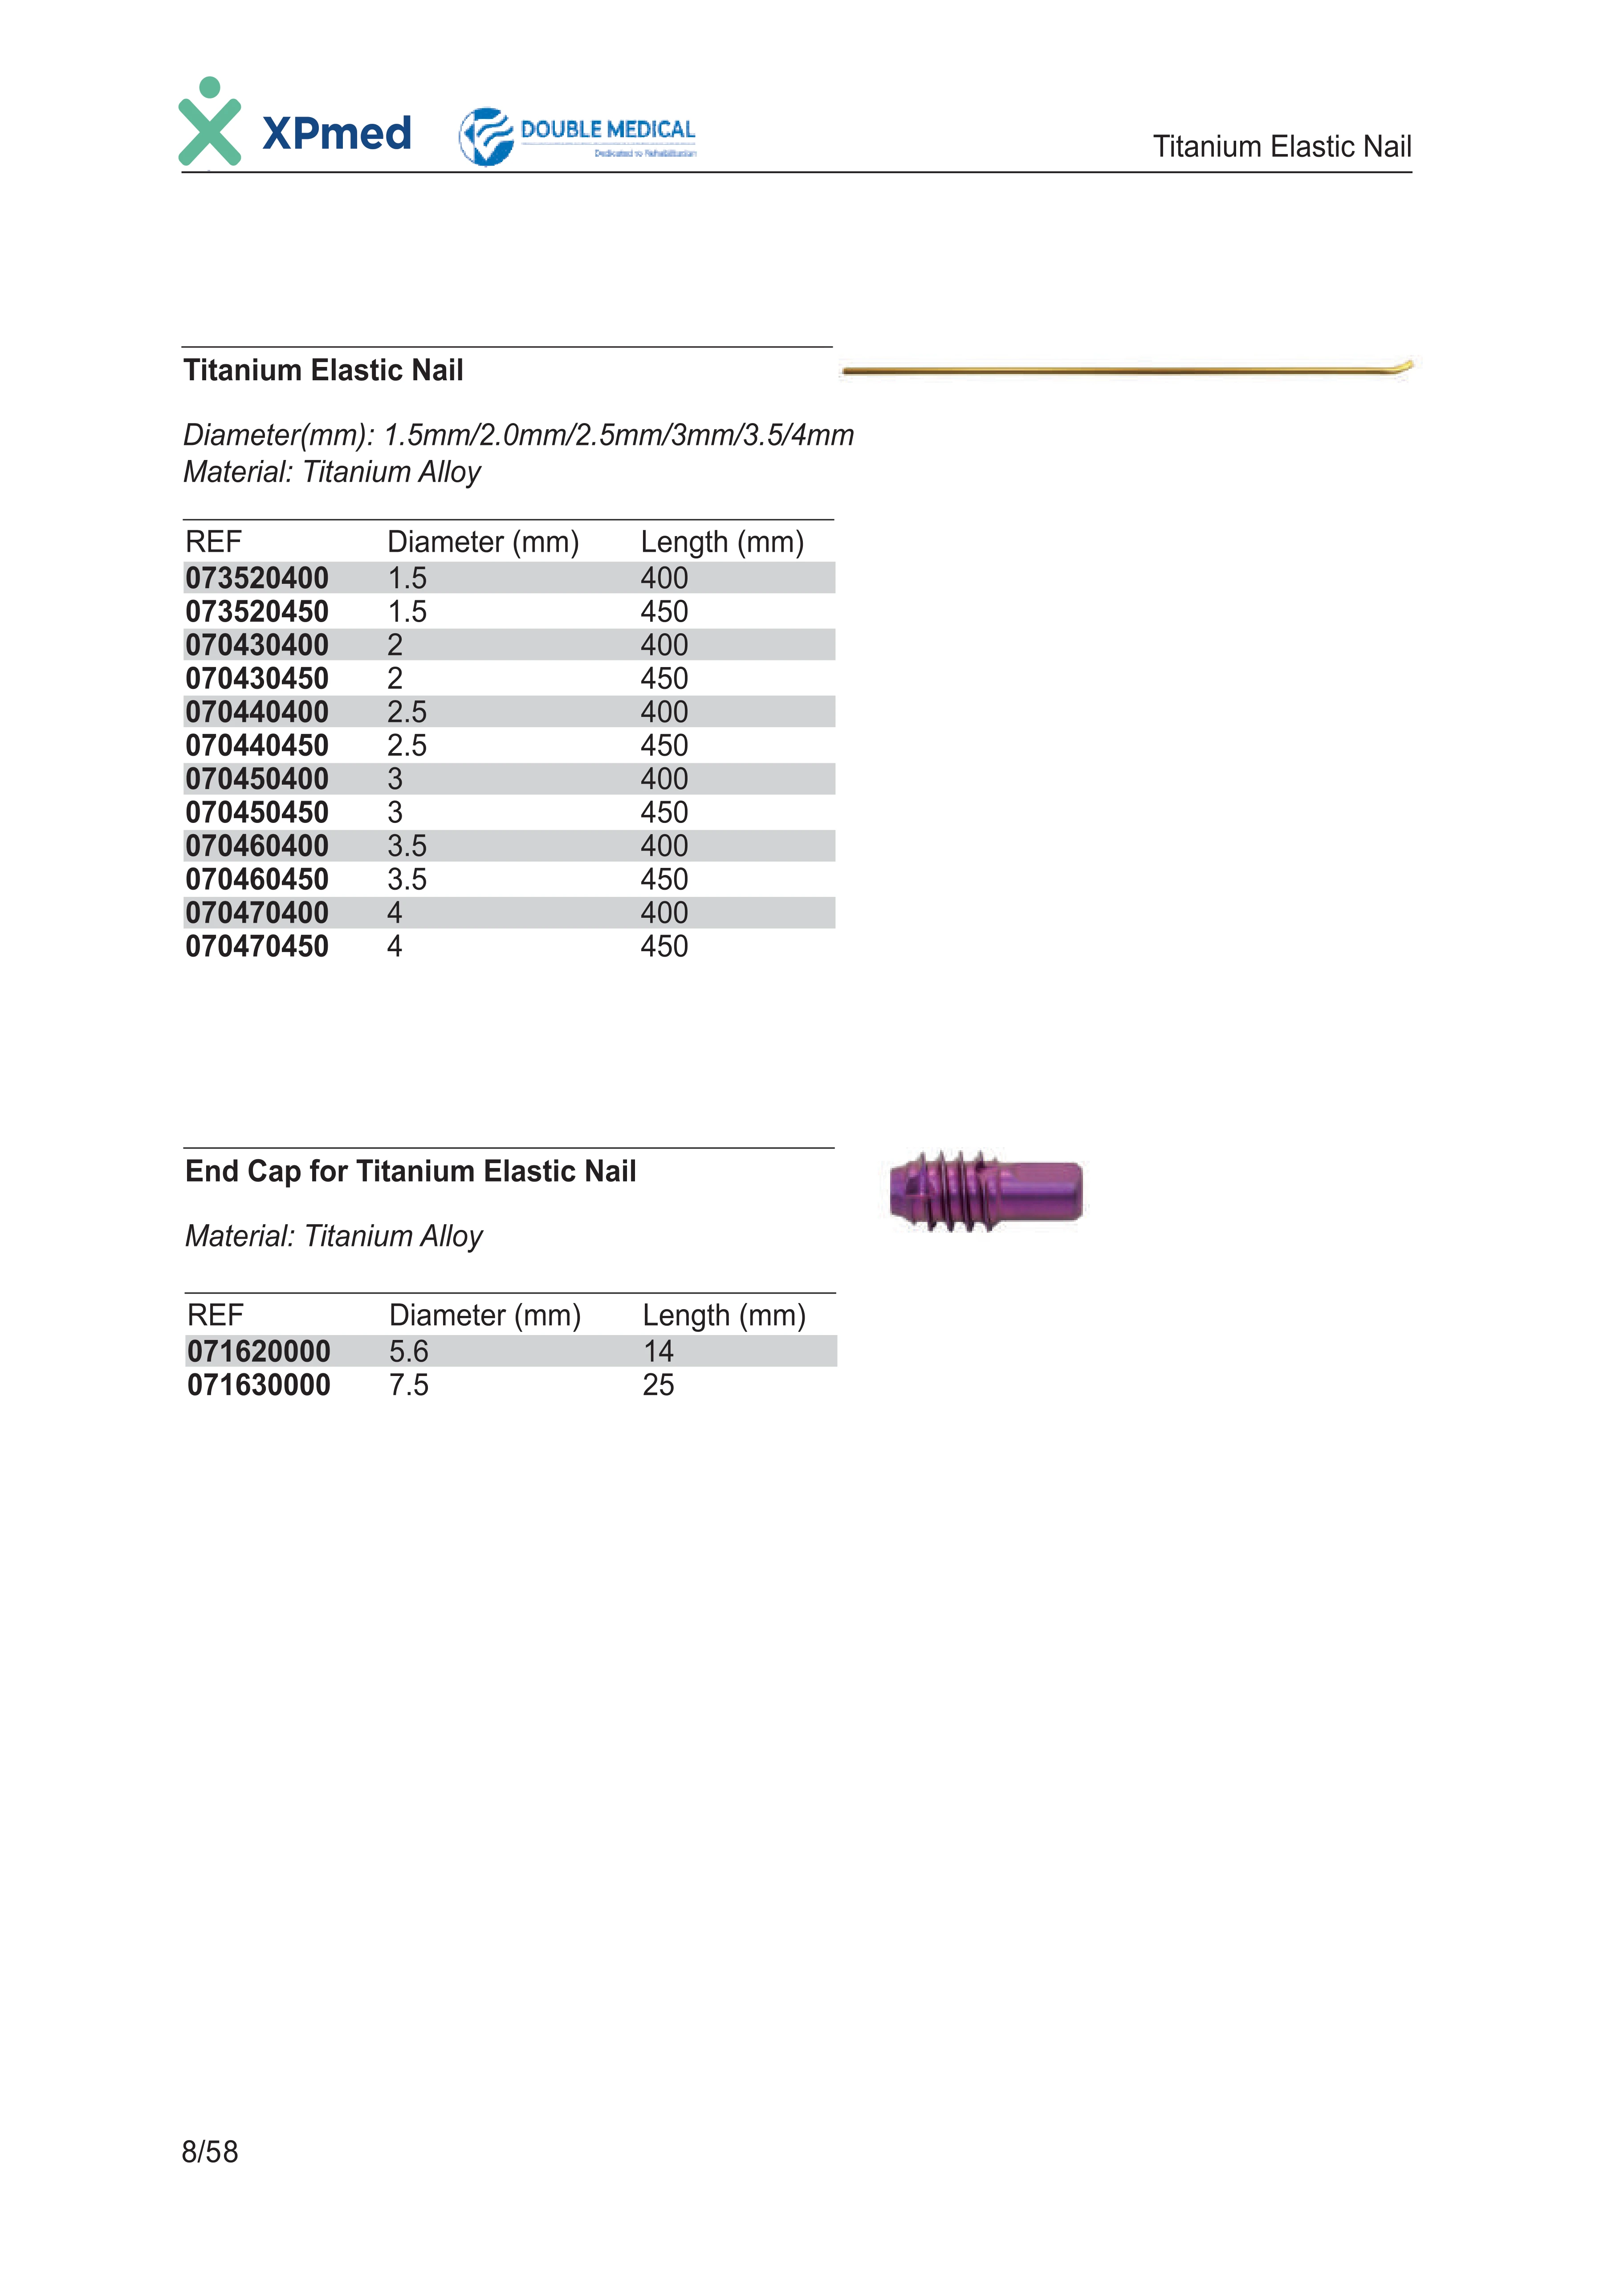 XPmed
DOUBLE MEDICAL
Dedicated to Rehabilitation
Titanium Elastic Nail
Titanium Elastic Nail
Diameter(mm): 1.5mm/2.0mm/2.5mm/3mm/3.5/4mm
Material: Titanium Alloy
REF Diameter (mm) Length (mm)
073520400 1.5 400
073520450 1.5 450
070430400 2 400
070430450 2 450
070440400 2.5 400
070440450 2.5 450
070450400 3 400
070450450 3 450
070460400 3.5 400
070460450 3.5 450
070470400 4 400
070470450 4 450
End Cap for Titanium Elastic Nail
Material: Titanium Alloy
REF Diameter (mm) Length (mm)
071620000 5.6 14
071630000 7.5 25
8/58